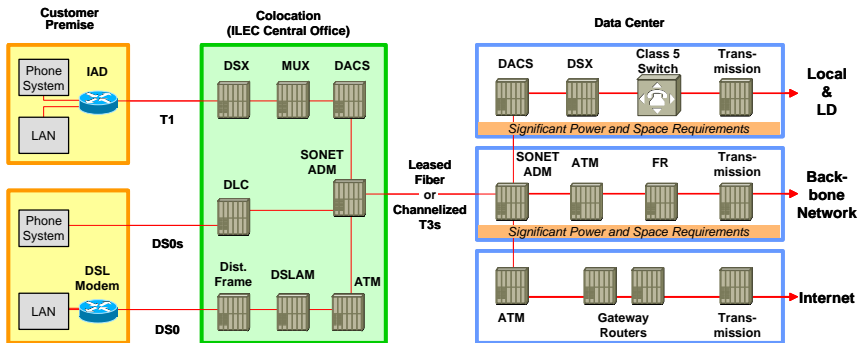 Customer
Premise
Colocation
(ILEC Central Office)
Data Center
IAD
Phone
System
LAN
T1
DSX
MUX
DACS
SONET
ADM
DLC
Phone
System
DS0s
DSL
Modem
LAN
DS0
Dist.
Frame
DSLAM
ATM
Leased
Fiber
or
Channelized
T3s
DACS
DSX
Class 5
Switch
Trans-
mission
Local
&
LD
Significant Power and Space Requirements
SONET
ADM
ATM
FR
Trans-
mission
Back-
bone
Network
Significant Power and Space Requirements
ATM
Gateway
Routers
Trans-
mission
Internet